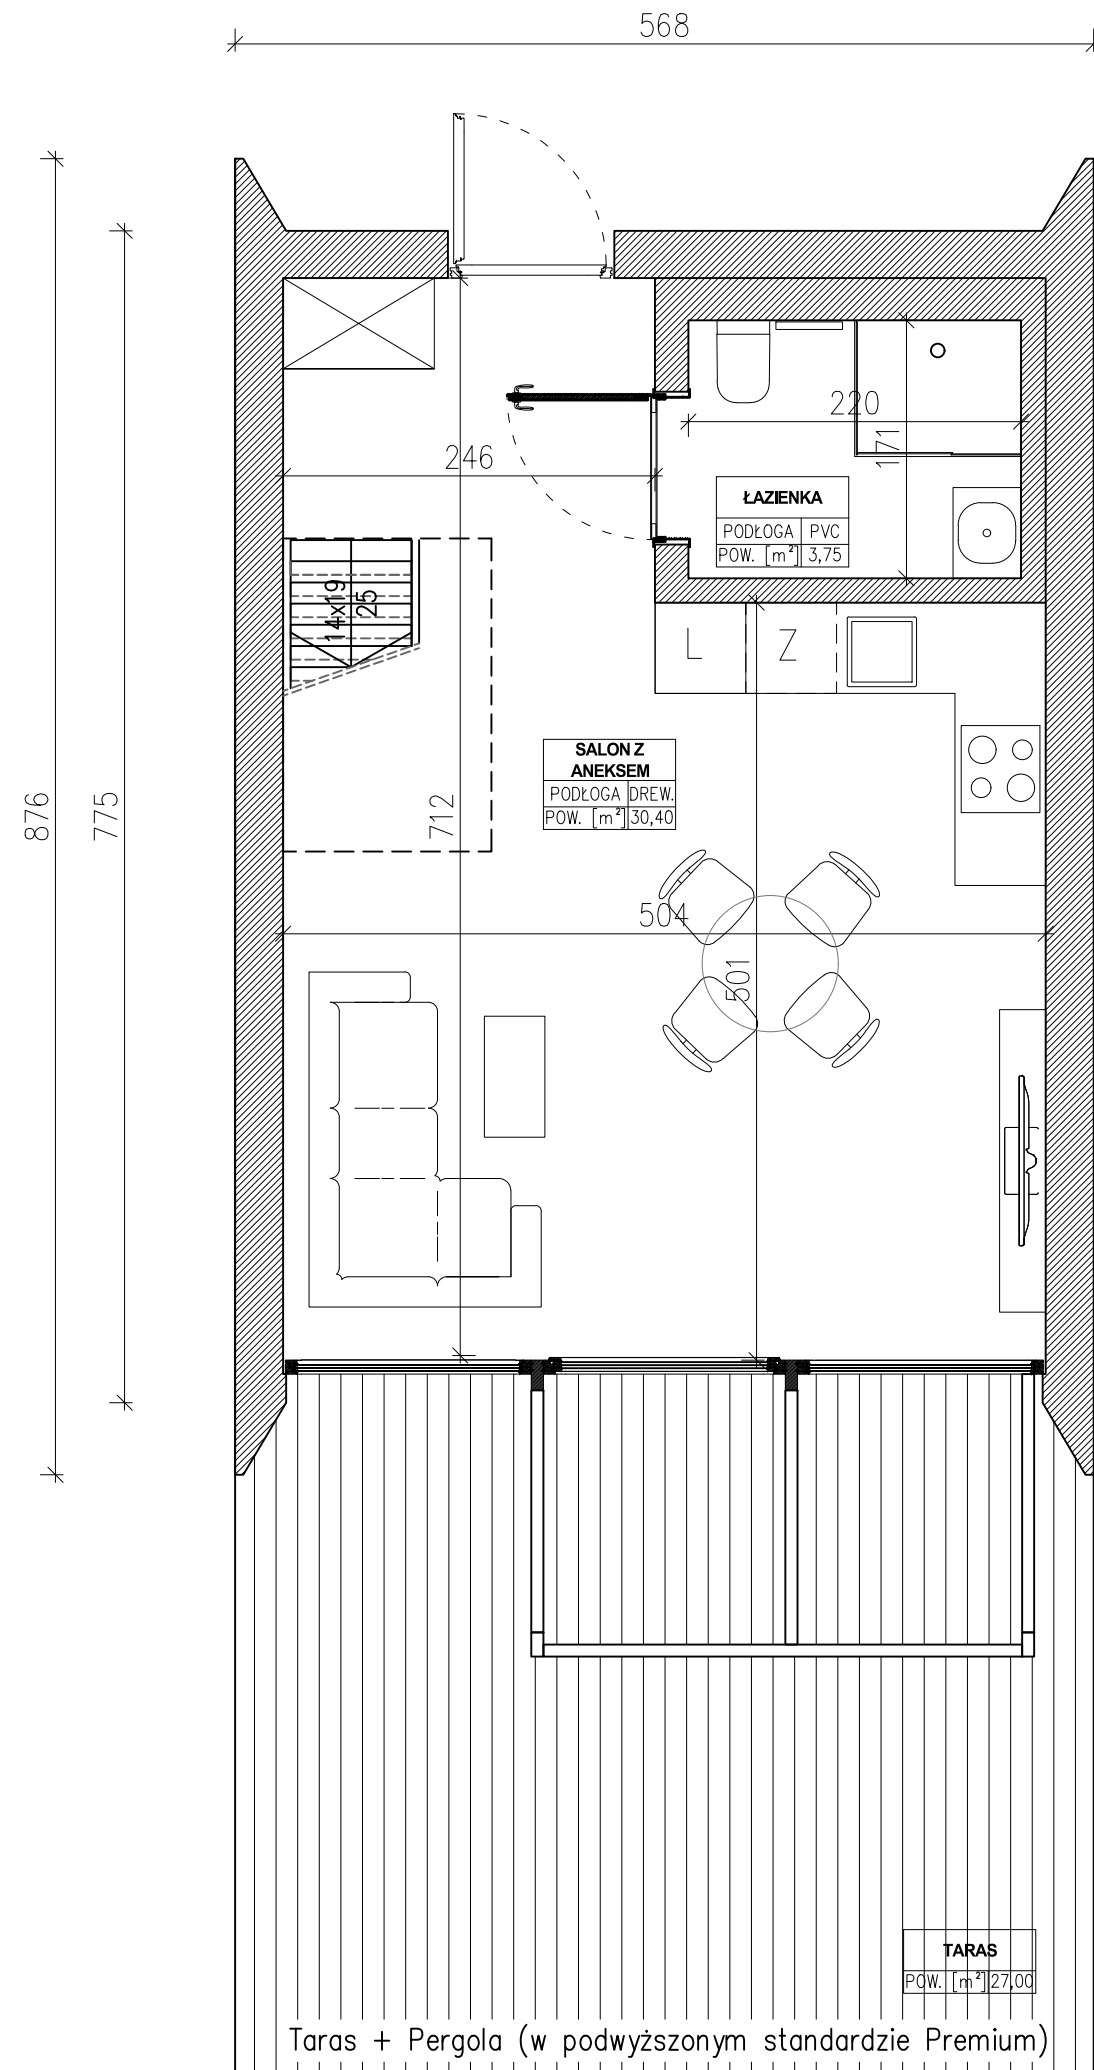 568
220
171
246
ŁAZIENKA
PODŁOGA PVC
POW. [m²] 3,75
14x19
25
L Z
SALON Z
ANEKSEM
PODŁOGA DREW.
POW. [m²] 30,40
876
775
712
504
501
TARAS
POW. [m²] 27,00
Taras + Pergola (w podwyższonym standardzie Premium)